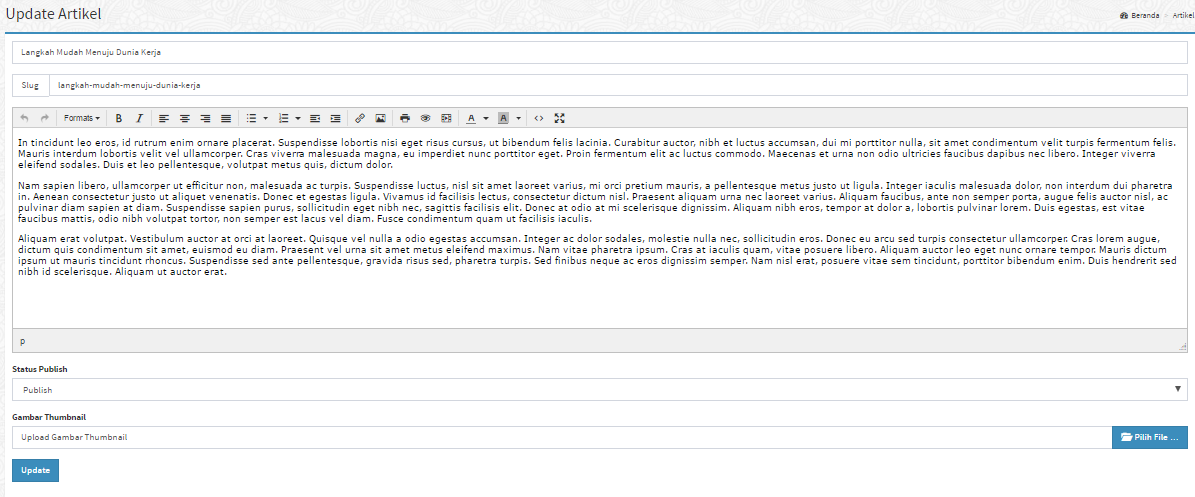 Update Artikel
Beranda > Artikel
Langkah Mudah Menuju Dunia Kerja
Slug langkah-mudah-menuju-dunia-kerja
Formats B I A A
In tincidunt leo eros, id rutrum enim ornare placerat. Suspendisse lobortis nisi eget risus cursus, ut bibendum felis lacinia. Curabitur auctor, nibh et luctus accumsan, dui mi porttitor nulla, sit amet condimentum velit turpis fermentum felis.
Mauris interdum lobortis velit vel ullamcorper. Cras viverra malesuada magna, eu imperdiet nunc porttitor eget. Proin fermentum elit ac luctus commodo. Maecenas et urna non odio ultricies faucibus dapibus nec libero. Integer viverra
eleifend sodales. Duis et leo pellentesque, volutpat metus quis, dictum dolor.
Nam sapien libero, ullamcorper ut efficitur non, malesuada ac turpis. Suspendisse luctus, nisl sit amet laoreet varius, mi orci pretium mauris, a pellentesque metus justo ut ligula. Integer iaculis malesuada dolor, non interdum dui pharetra
in. Aenean consectetur justo ut aliquet venenatis. Donec et egestas ligula. Vivamus id facilisis lectus, consectetur dictum nisl. Praesent aliquam urna nec laoreet varius. Aliquam faucibus, ante non semper porta, augue felis auctor nisl, ac
pulvinar diam sapien at diam. Suspendisse sapien purus, sollicitudin eget nibh nec, sagittis facilisis elit. Donec at odio at mi scelerisque dignissim. Aliquam nibh eros, tempor at dolor a, lobortis pulvinar lorem. Duis egestas, est vitae
faucibus mattis, odio nibh volutpat tortor, non semper est lacus vel diam. Fusce condimentum quam ut facilisis iaculis.
Aliquam erat volutpat. Vestibulum auctor at orci at laoreet. Quisque vel nulla a odio egestas accumsan. Integer ac dolor sodales, molestie nulla nec, sollicitudin eros. Donec eu arcu sed turpis consectetur ullamcorper. Cras lorem augue,
dictum quis condimentum sit amet, euismod eu diam. Praesent vel urna sit amet metus eleifend maximus. Nam vitae pharetra ipsum. Cras at iaculis quam, vitae posuere libero. Aliquam auctor leo eget nunc ornare tempor. Mauris dictum
ipsum ut mauris tincidunt rhoncus. Suspendisse sed ante pellentesque, gravida risus sed, pharetra turpis. Sed finibus neque ac eros dignissim semper. Nam nisl erat, posuere vitae sem tincidunt, porttitor bibendum enim. Duis hendrerit sed
nibh id scelerisque. Aliquam ut auctor erat.
p
Status Publish
Publish
Gambar Thumbnail
Upload Gambar Thumbnail Pilih File ...
Update